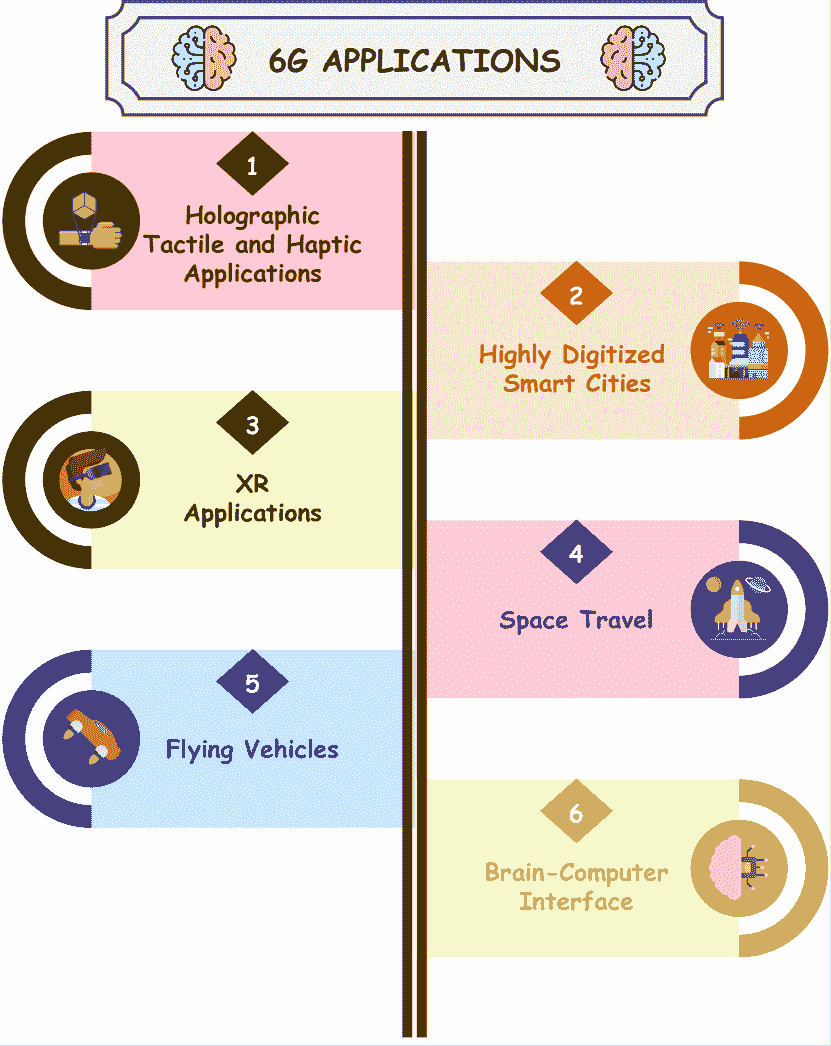 6G APPLICATIONS
1
Holographic
Tactile and Haptic
Applications
2
Highly Digitized
Smart Cities
3
XR
Applications
4
Space Travel
5
Flying Vehicles
6
Brain-Computer
Interface